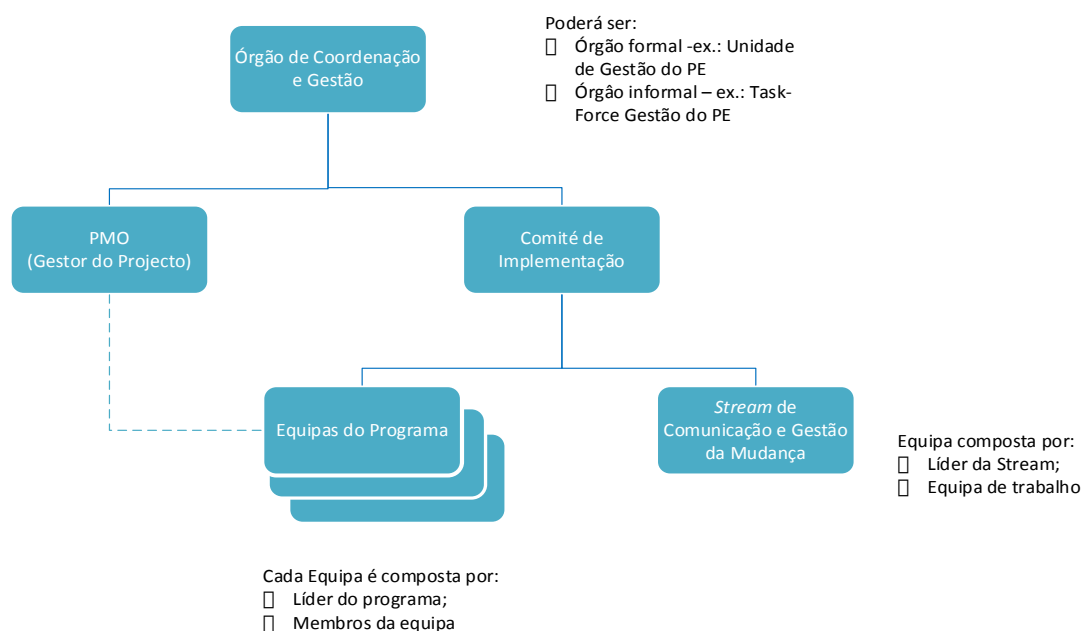 Poderá ser:
Órgão formal -ex.: Unidade
de Gestão do PE
Órgâo informal – ex.: Task-
Force Gestão do PE
Órgão de Coordenação
e Gestão
PMO
(Gestor do Projecto)
Comité de
Implementação
Equipas do Programa
Stream de
Comunicação e Gestão
da Mudança
Equipa composta por:
Líder da Stream;
Equipa de trabalho
Cada Equipa é composta por:
Líder do programa;
Membros da equipa